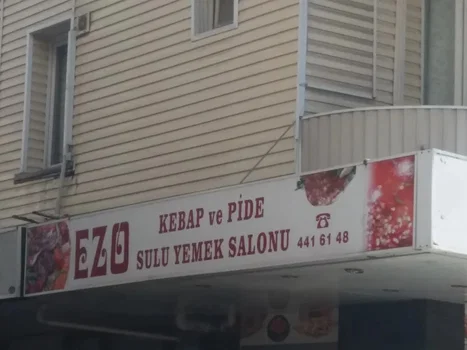 EZO
KEBAP ve PİDE
SULU YEMEK SALONU
☎
441 61 48